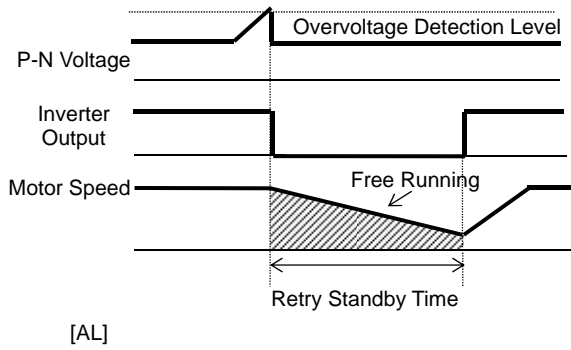 Overvoltage Detection Level
P-N Voltage
Inverter
Output
Motor Speed
Free Running
Retry Standby Time
[AL]